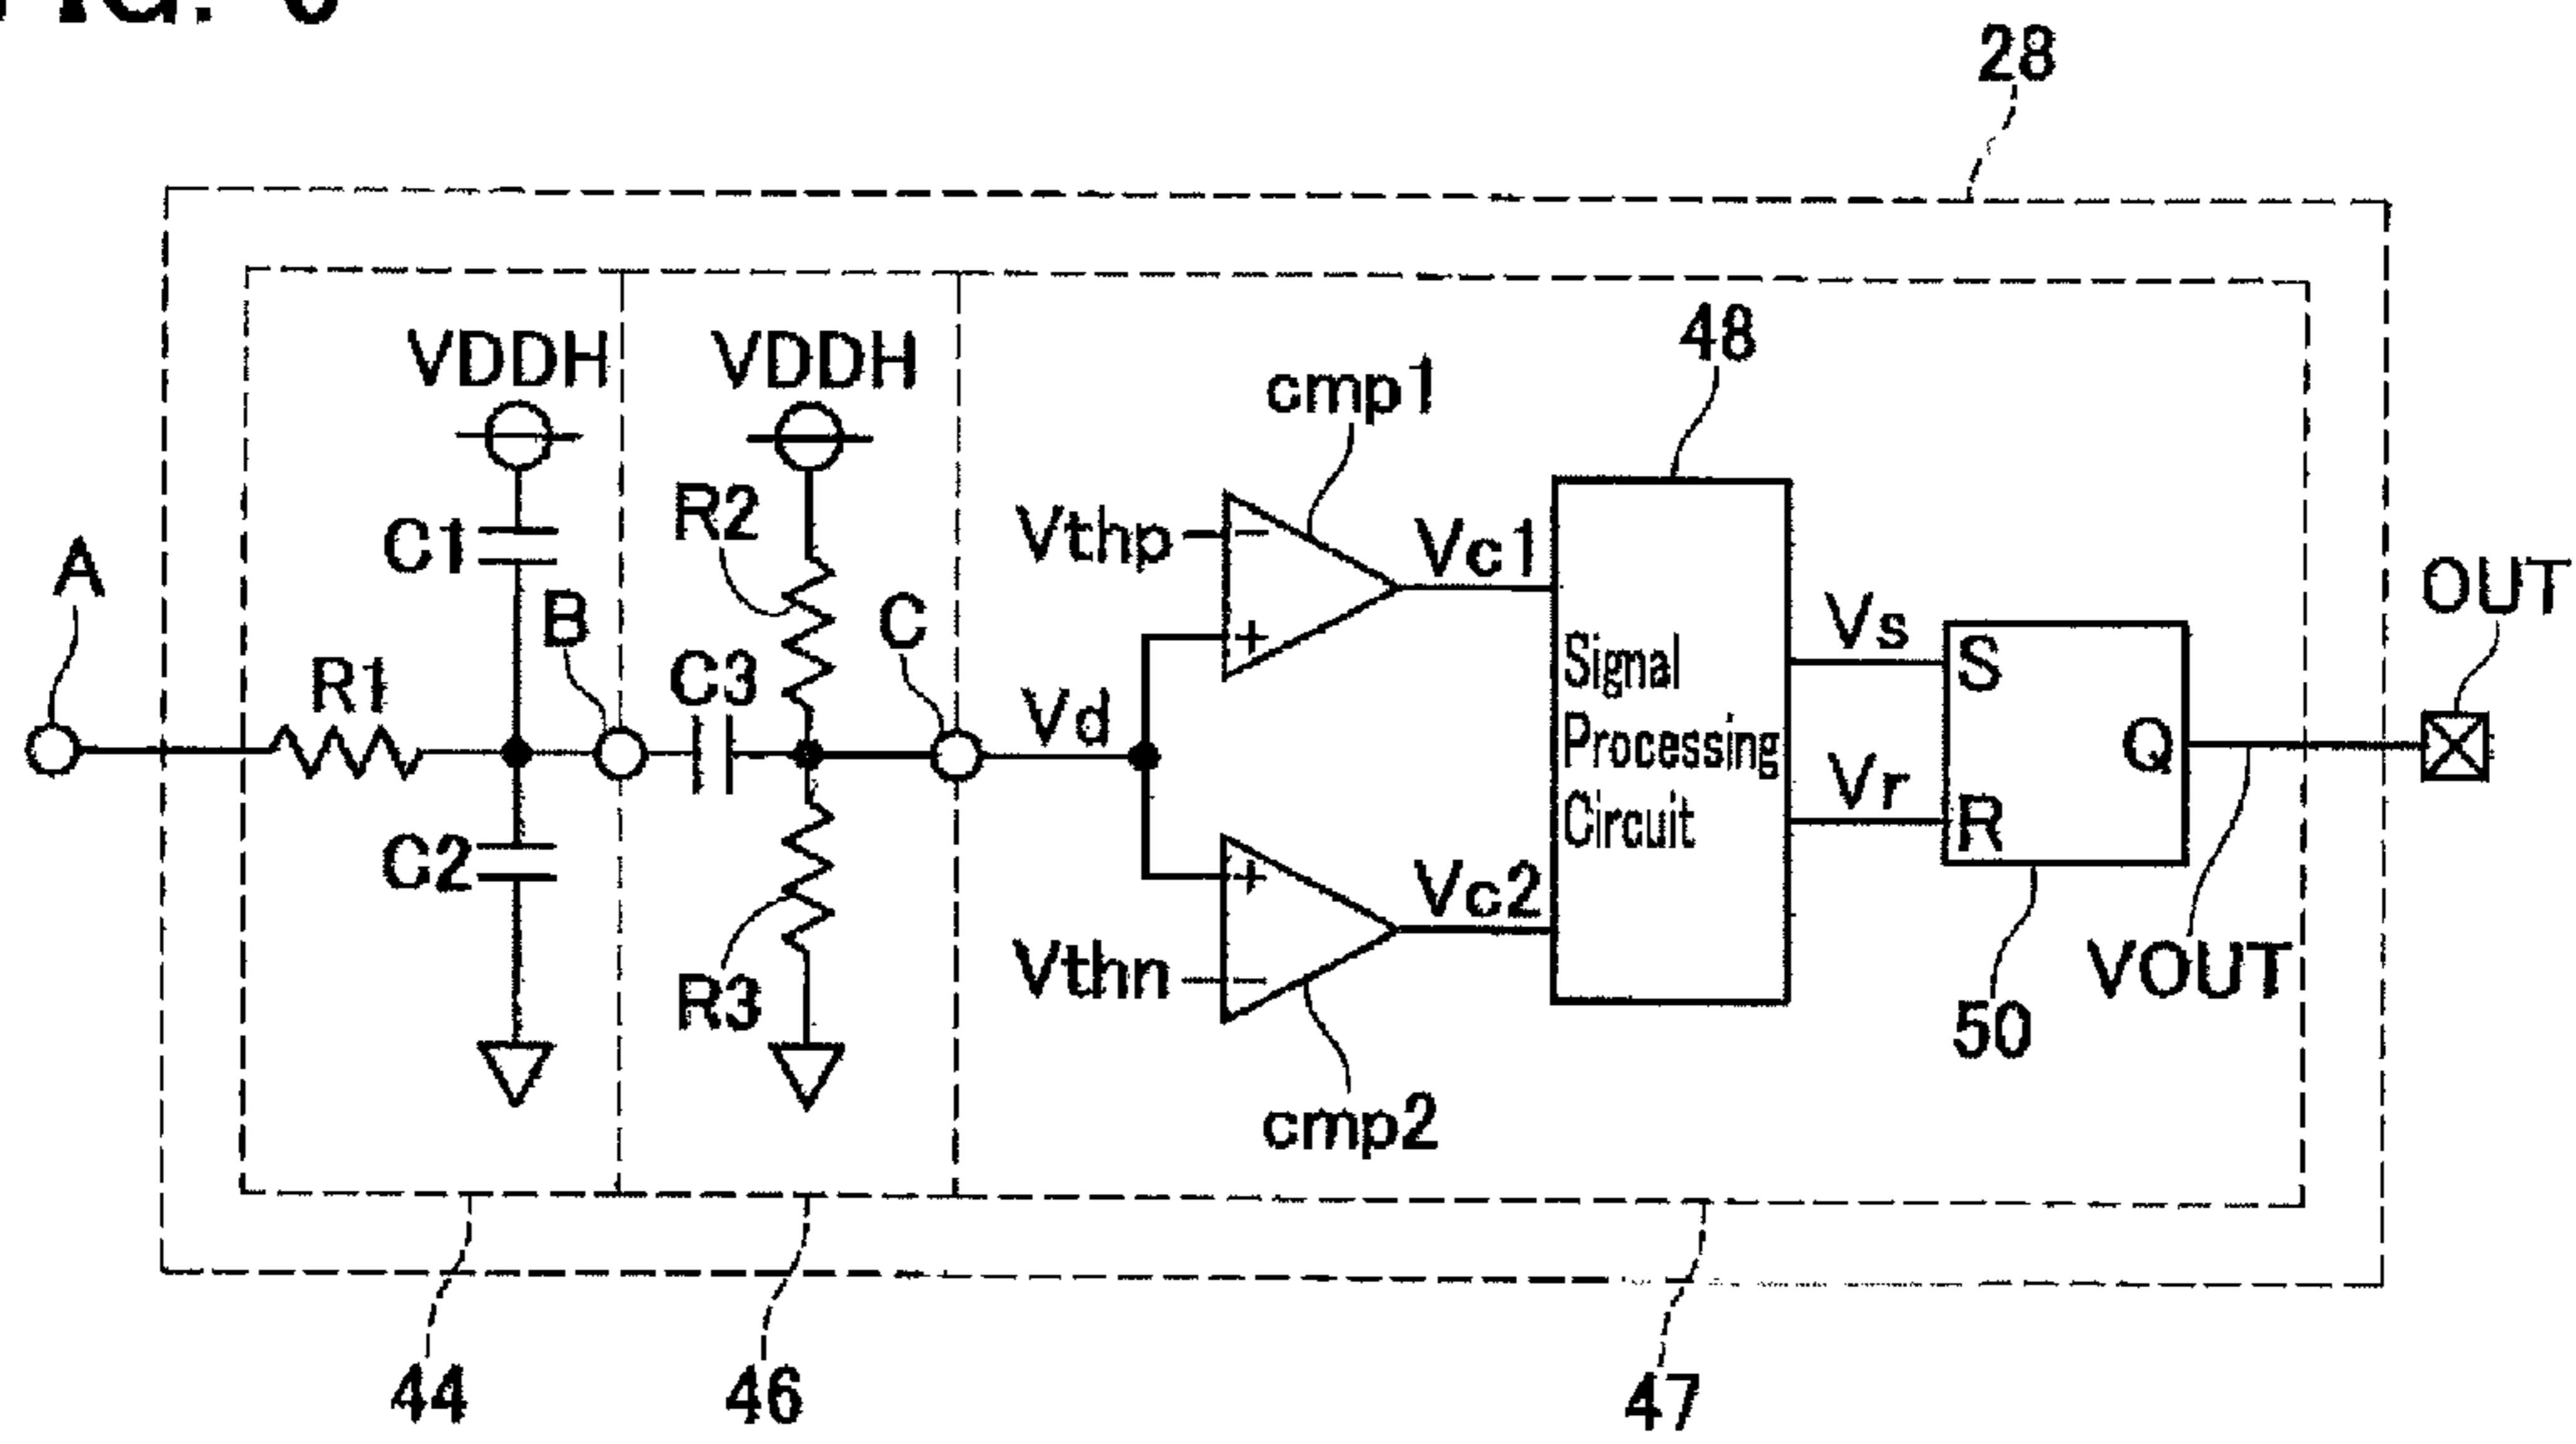 28
VDDH
VDDH
48
cmp1
R2
Vthp
−
Vc1
C1
A
B
C
OUT
+
Vs
S
Signal
Processing
Circuit
R1
C3
Vd
Q
Vr
R
C2
+
Vc2
Vthn
−
R3
VOUT
50
cmp2
44
46
47